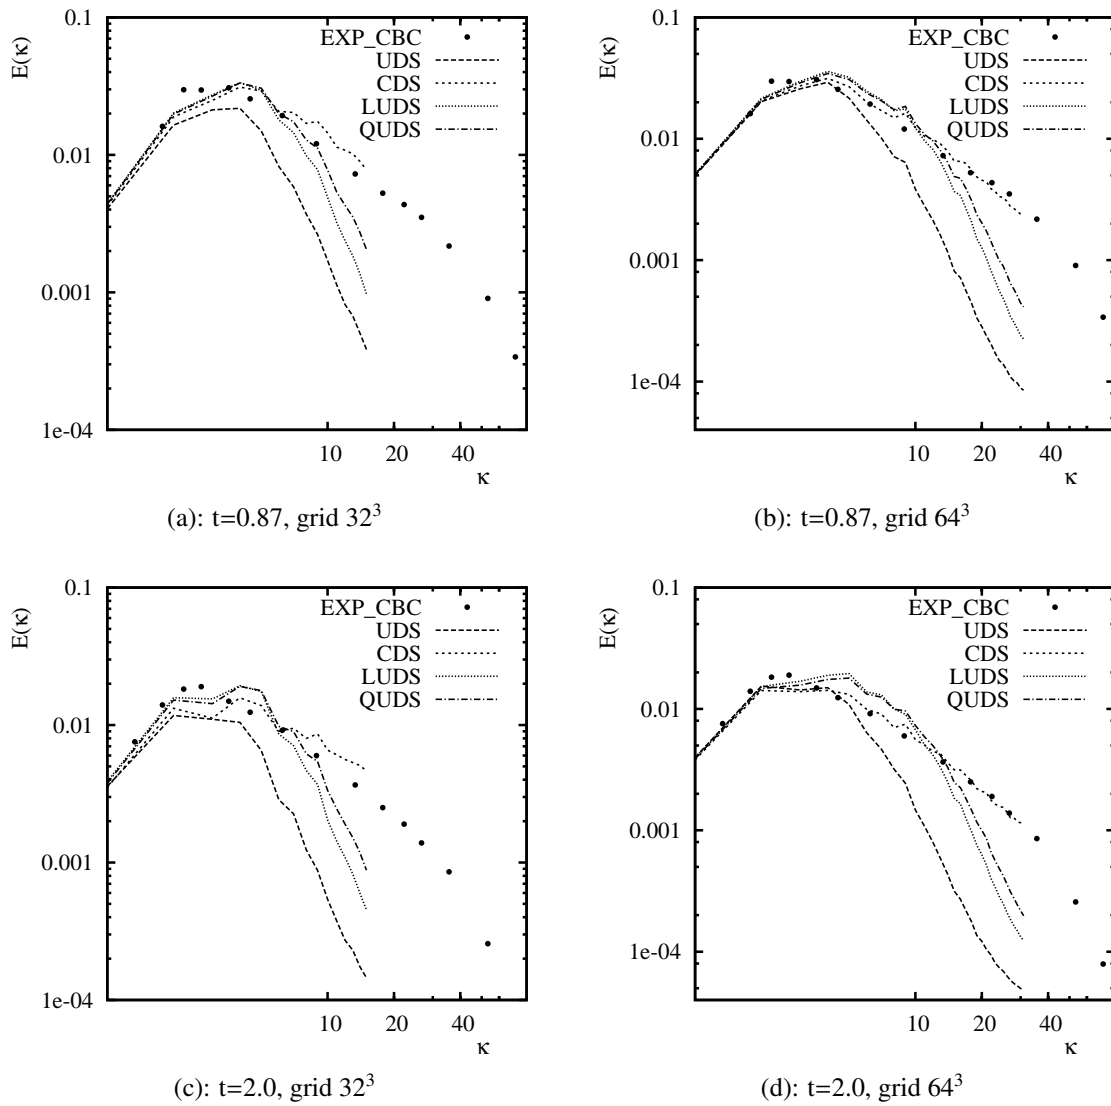 0.1
E(κ)
EXP_CBC
UDS
CDS
LUDS
QUDS
0.01
0.001
1e-04
10 20 40
κ
(a): t=0.87, grid 32³
0.1
E(κ)
EXP_CBC
UDS
CDS
LUDS
QUDS
0.01
0.001
1e-04
10 20 40
κ
(b): t=0.87, grid 64³
0.1
E(κ)
EXP_CBC
UDS
CDS
LUDS
QUDS
0.01
0.001
1e-04
10 20 40
κ
(c): t=2.0, grid 32³
0.1
E(κ)
EXP_CBC
UDS
CDS
LUDS
QUDS
0.01
0.001
1e-04
10 20 40
κ
(d): t=2.0, grid 64³